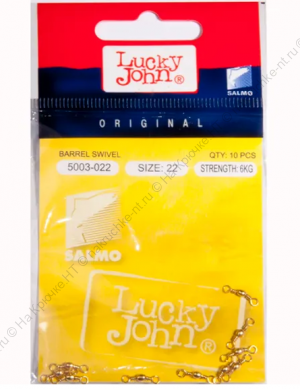 Lucky
John®
SALMO
ORIGINAL
BARREL SWIVEL
5003-022
SIZE: 22
QTY: 10 PCS
STRENGTH: 6KG
SALMO
Lucky
John®